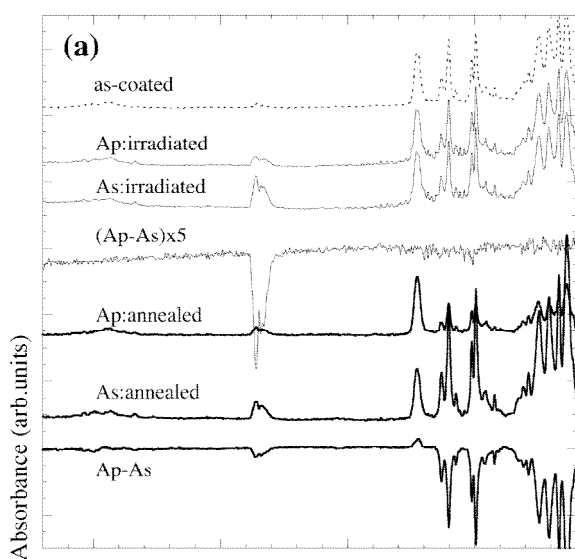 (a)
as-coated
Ap:irradiated
As:irradiated
(Ap-As)x5
Ap:annealed
As:annealed
Ap-As
Absorbance (arb.units)